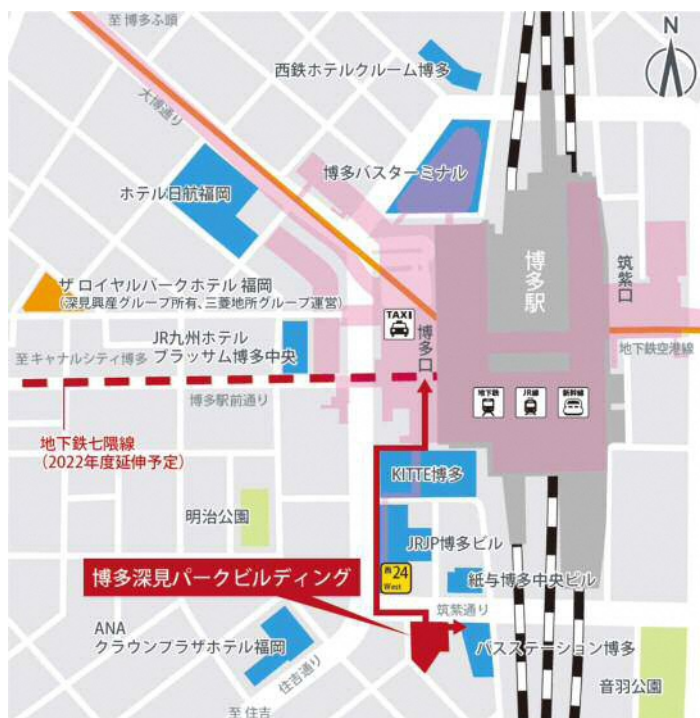 至 博多ふ頭
N
西鉄ホテルクルーム博多
大博通り
博多バスターミナル
ホテル日航福岡
博多駅
筑紫口
ザ ロイヤルパークホテル 福岡
(深見興産グループ所有、三菱地所グループ運営)
TAXI
博多口
JR九州ホテル
ブラッサム博多中央
至 キャナルシティ博多
地下鉄空港線
博多駅前通り
地下鉄
JR線
新幹線
地下鉄七隈線
(2022年度延伸予定)
KITTE博多
明治公園
JRJP博多ビル
博多深見パークビルディング
西24
West
紙与博多中央ビル
筑紫通り
ANA
クラウンプラザホテル福岡
住吉通り
バスステーション博多
音羽公園
至 住吉